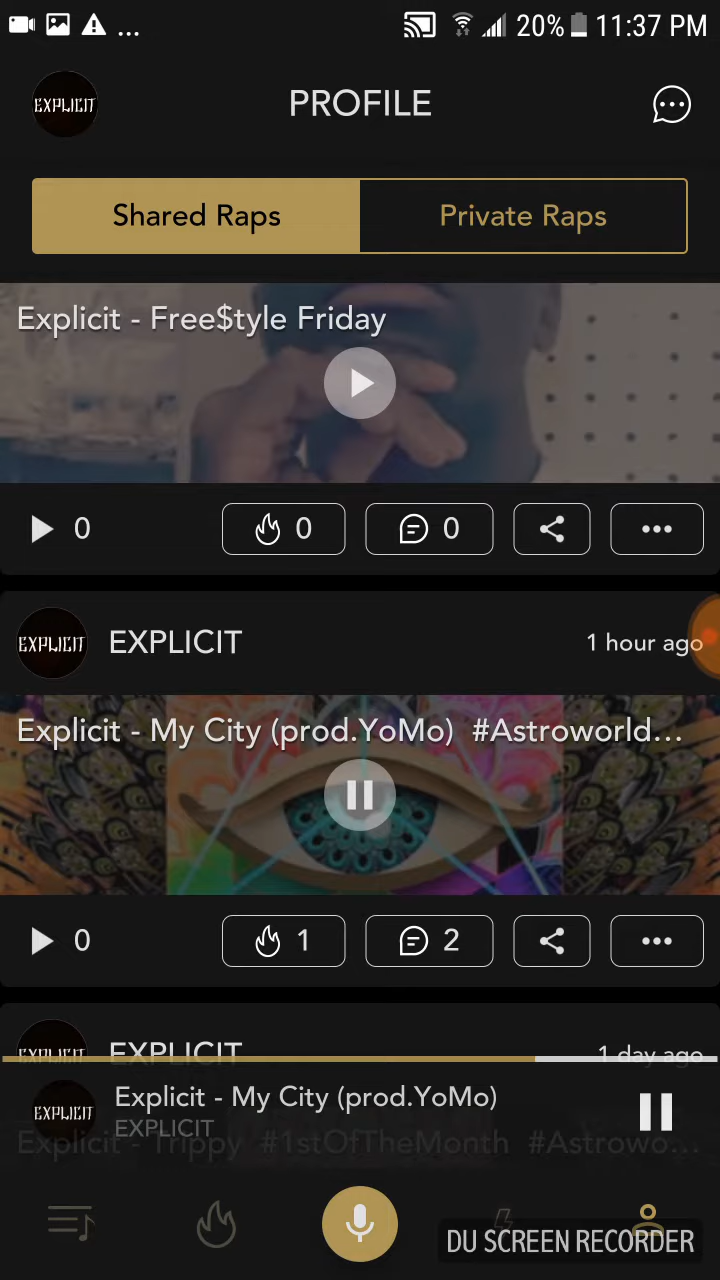 ... 20% 11:37 PM
EXPLICIT PROFILE
Shared Raps Private Raps
Explicit - Free$tyle Friday
0 0 0
EXPLICIT EXPLICIT 1 hour ago
Explicit - My City (prod.YoMo) #Astroworld...
0 1 2
EXPLICIT EXPLICIT 1 day ago
Explicit - My City (prod.YoMo)
EXPLICIT EXPLICIT
Explicit - Trippy #1stOfTheMonth #Astrowo...
DU SCREEN RECORDER